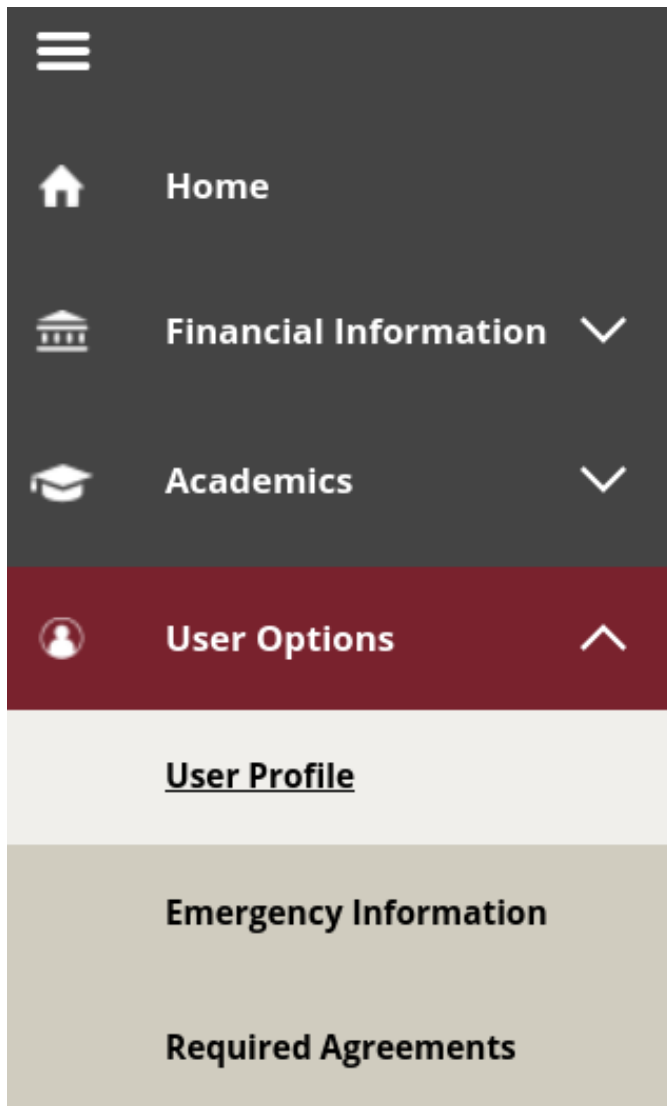 Home
Financial Information
Academics
User Options
User Profile
Emergency Information
Required Agreements